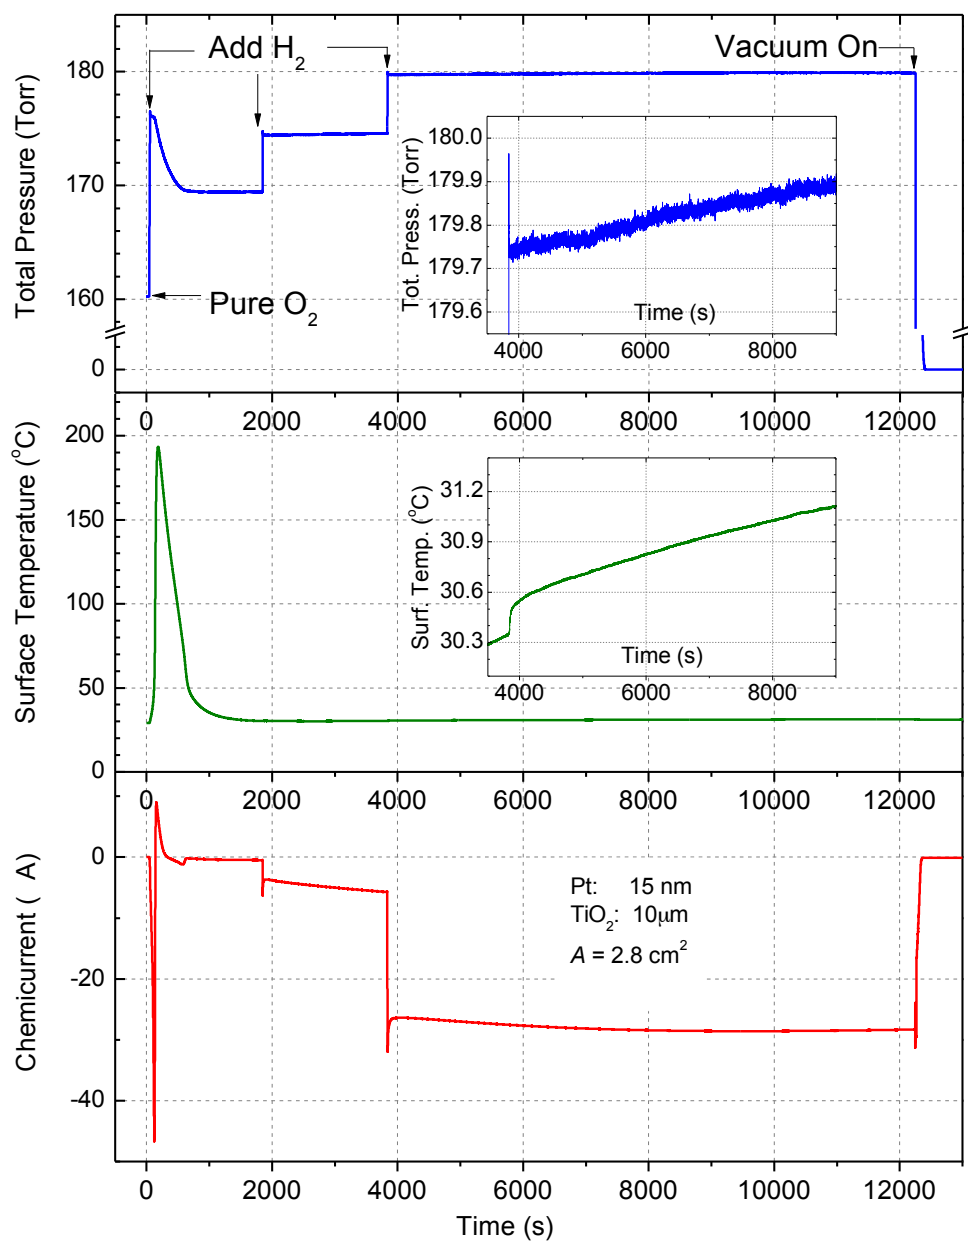 Total Pressure (Torr)
180
170
160
0
Add H2
Vacuum On
Pure O2
Tot. Press. (Torr)
180.0
179.9
179.8
179.7
179.6
Time (s)
4000 6000 8000
0 2000 4000 6000 8000 10000 12000
Surface Temperature (°C)
200
150
100
50
0
Surf. Temp. (°C)
31.2
30.9
30.6
30.3
Time (s)
4000 6000 8000
0 2000 4000 6000 8000 10000 12000
Chemicurrent ( A)
0
-20
-40
Pt: 15 nm
TiO2: 10μm
A = 2.8 cm²
0 2000 4000 6000 8000 10000 12000
Time (s)